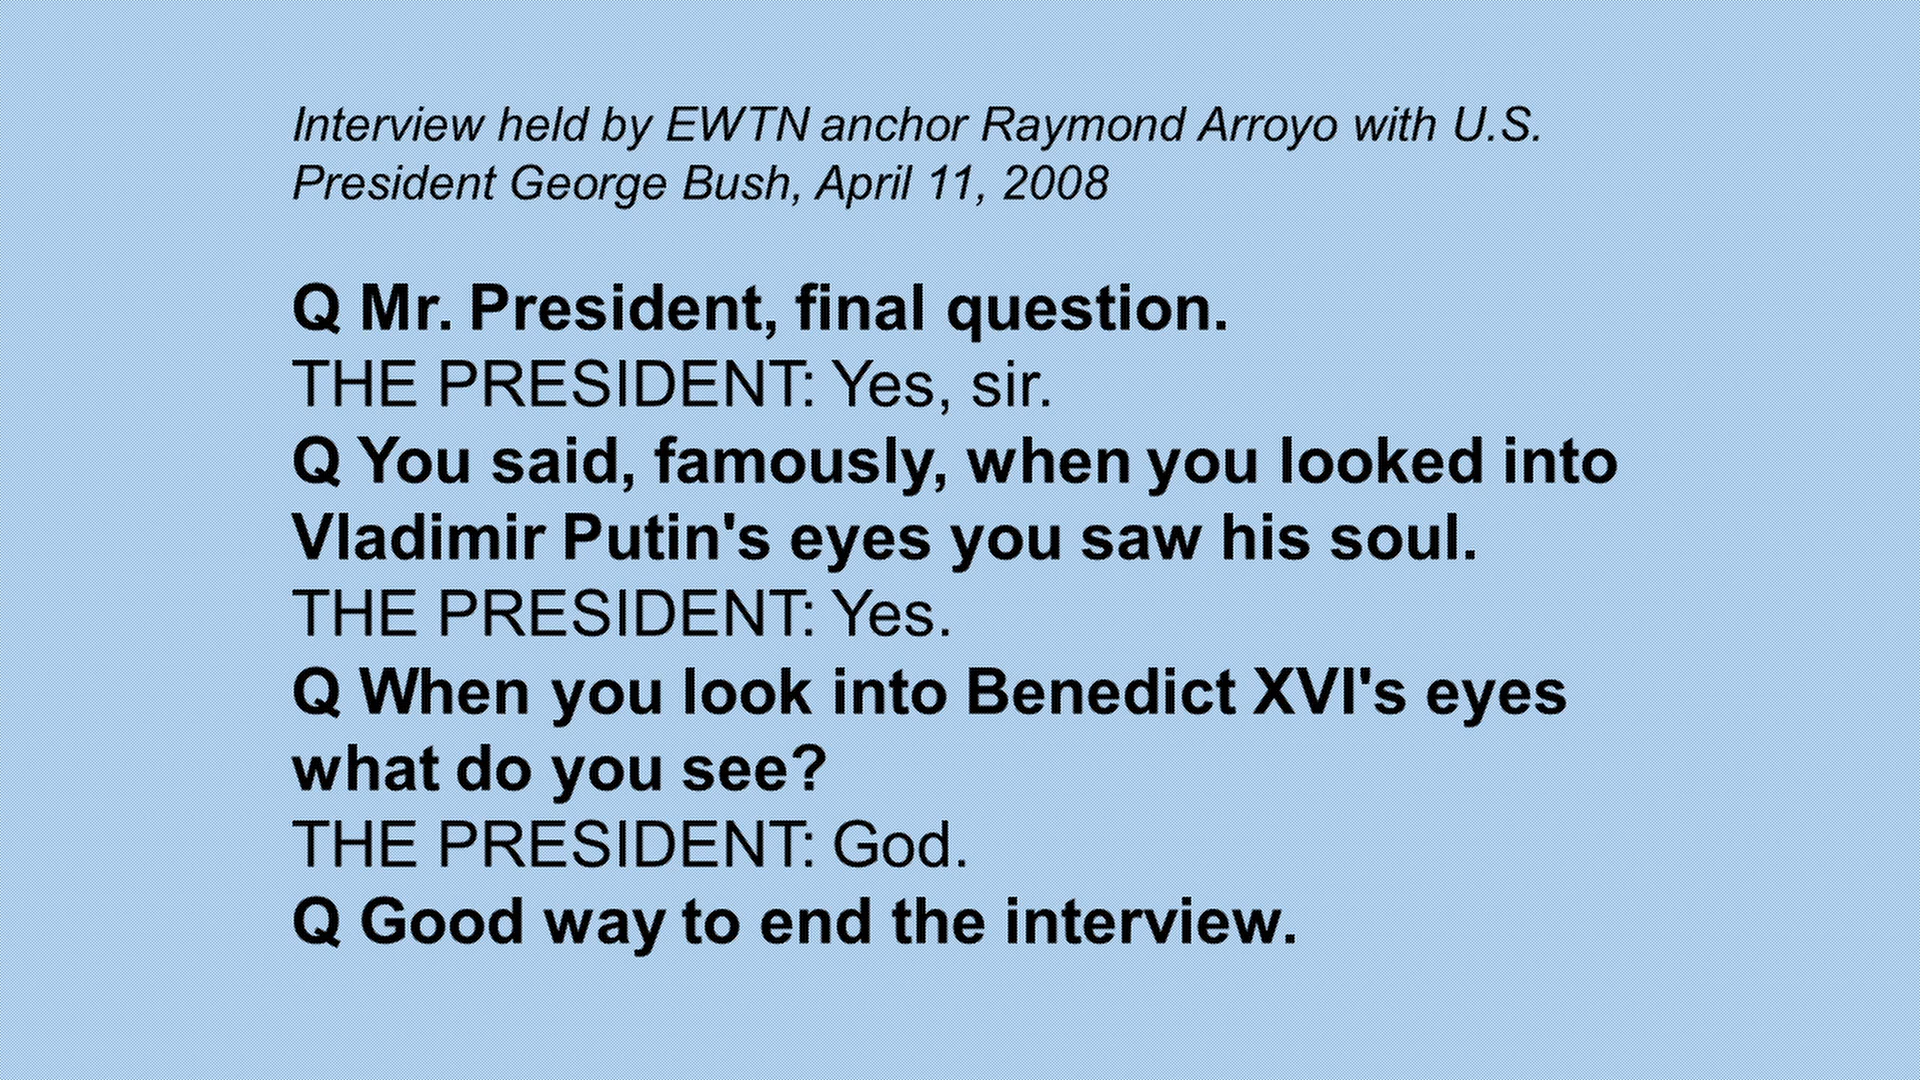 Interview held by EWTN anchor Raymond Arroyo with U.S.
President George Bush, April 11, 2008
Q Mr. President, final question.
THE PRESIDENT: Yes, sir.
Q You said, famously, when you looked into
Vladimir Putin's eyes you saw his soul.
THE PRESIDENT: Yes.
Q When you look into Benedict XVI's eyes
what do you see?
THE PRESIDENT: God.
Q Good way to end the interview.